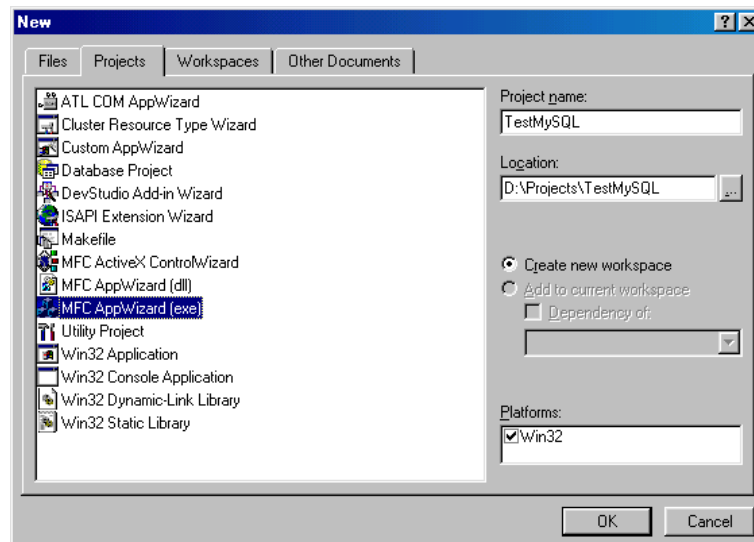 New
Files
Projects
Workspaces
Other Documents
ATL COM AppWizard
Cluster Resource Type Wizard
Custom AppWizard
Database Project
DevStudio Add-in Wizard
ISAPI Extension Wizard
Makefile
MFC ActiveX ControlWizard
MFC AppWizard (dll)
MFC AppWizard (exe)
Utility Project
Win32 Application
Win32 Console Application
Win32 Dynamic-Link Library
Win32 Static Library
Project name:
TestMySQL
Location:
D:\Projects\TestMySQL
...
Create new workspace
Add to current workspace
Dependency of:
Platforms:
Win32
OK
Cancel